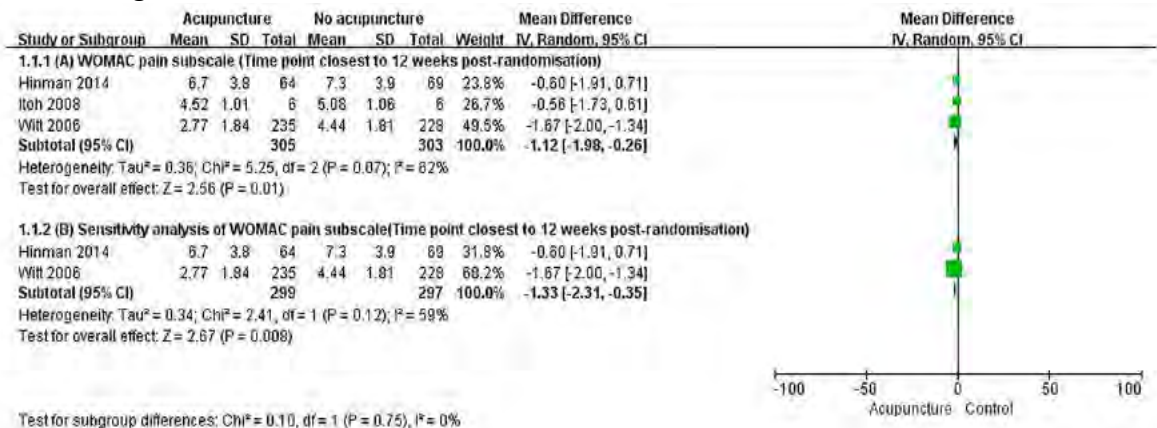 Acupuncture No acupuncture Mean Difference Mean Difference
Study or Subgroup Mean SD Total Mean SD Total Weight IV, Random, 95% CI IV, Random, 95% CI
1.1.1 (A) WOMAC pain subscale (Time point closest to 12 weeks post-randomisation)
Hinman 2014 6.7 3.8 64 7.3 3.9 69 23.8% -0.60 [-1.91, 0.71]
Itoh 2008 4.52 1.01 6 5.08 1.06 6 26.7% -0.56 [-1.73, 0.61]
Witt 2006 2.77 1.84 235 4.44 1.81 228 49.5% -1.67 [-2.00, -1.34]
Subtotal (95% CI) 305 303 100.0% -1.12 [-1.98, -0.26]
Heterogeneity: Tau² = 0.36; Chi² = 5.25, df = 2 (P = 0.07); I² = 62%
Test for overall effect: Z = 2.56 (P = 0.01)
1.1.2 (B) Sensitivity analysis of WOMAC pain subscale(Time point closest to 12 weeks post-randomisation)
Hinman 2014 6.7 3.8 64 7.3 3.9 69 31.8% -0.60 [-1.91, 0.71]
Witt 2006 2.77 1.84 235 4.44 1.81 228 68.2% -1.67 [-2.00, -1.34]
Subtotal (95% CI) 299 297 100.0% -1.33 [-2.31, -0.35]
Heterogeneity: Tau² = 0.34; Chi² = 2.41, df = 1 (P = 0.12); I² = 59%
Test for overall effect: Z = 2.67 (P = 0.008)
-100 -50 0 50 100
Acupuncture Control
Test for subgroup differences: Chi² = 0.10, df = 1 (P = 0.75), I² = 0%